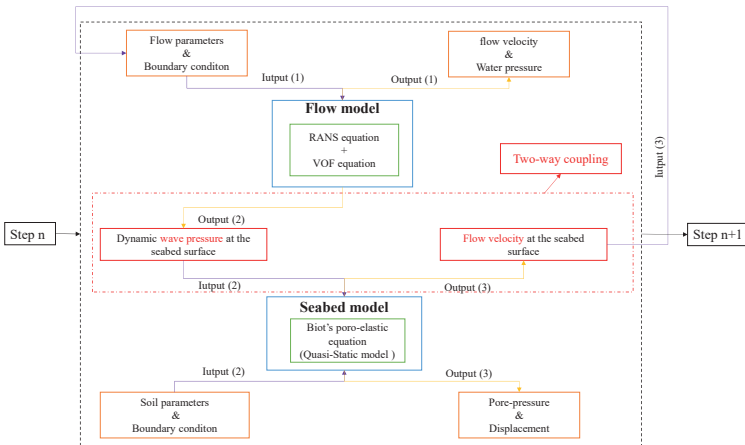 Flow parameters
&
Boundary conditon
flow velocity
&
Water pressure
Iutput (1)
Output (1)
Flow model
RANS equation
+
VOF equation
Two-way coupling
Iutput (3)
Step n
Output (2)
Dynamic wave pressure at the
seabed surface
Flow velocity at the seabed
surface
Step n+1
Iutput (2)
Output (3)
Seabed model
Biot's poro-elastic
equation
(Quasi-Static model )
Iutput (2)
Output (3)
Soil parameters
&
Boundary conditon
Pore-pressure
&
Displacement